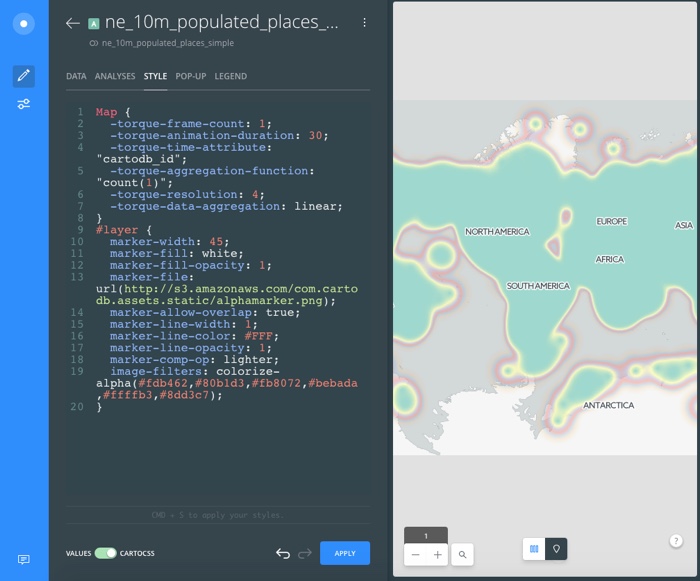 A ne_10m_populated_places_...
ne_10m_populated_places_simple
DATA ANALYSES STYLE POP-UP LEGEND
1 Map {
2 -torque-frame-count: 1;
3 -torque-animation-duration: 30;
4 -torque-time-attribute:
"cartodb_id";
5 -torque-aggregation-function:
"count(1)";
6 -torque-resolution: 4;
7 -torque-data-aggregation: linear;
8 }
9 #layer {
10 marker-width: 45;
11 marker-fill: white;
12 marker-fill-opacity: 1;
13 marker-file:
url(http://s3.amazonaws.com/com.carto
db.assets.static/alphamarker.png);
14 marker-allow-overlap: true;
15 marker-line-width: 1;
16 marker-line-color: #FFF;
17 marker-line-opacity: 1;
18 marker-comp-op: lighter;
19 image-filters: colorize-
alpha(#fdb462,#80b1d3,#fb8072,#bebada
,#ffffb3,#8dd3c7);
20 }
CMD + S to apply your styles.
VALUES CARTOCSS
APPLY
NORTH AMERICA
EUROPE
ASIA
AFRICA
SOUTH AMERICA
ANTARCTICA
1
− +
?